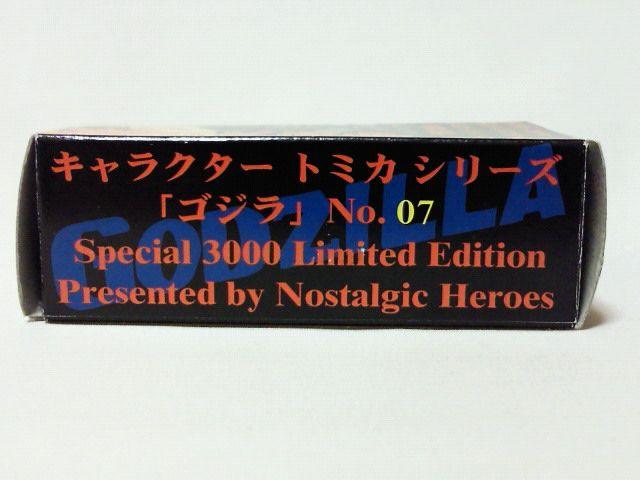 キャラクター トミカ シリーズ
「ゴジラ」 No. 07
Special 3000 Limited Edition
Presented by Nostalgic Heroes
GODZILLA